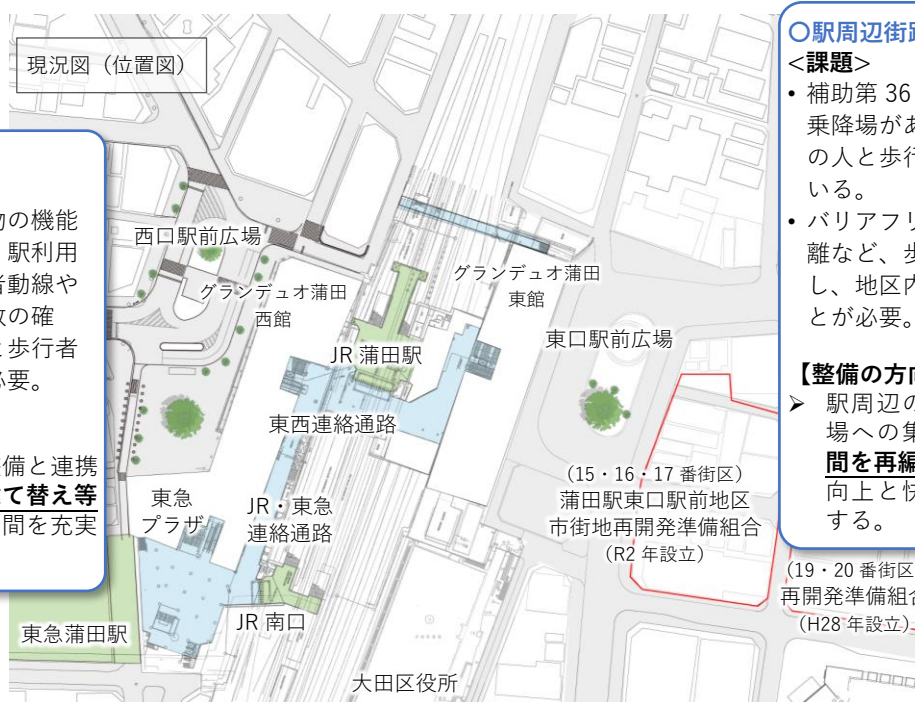 現況図（位置図）
物の機能
駅利用
者動線や
数の確
と歩行者
必要。
整備と連携
て替え等
間を充実
西口駅前広場
グランデュオ蒲田
西館
グランデュオ蒲田
東館
JR 蒲田駅
東口駅前広場
東西連絡通路
東急
プラザ
JR・東急
連絡通路
JR 南口
東急蒲田駅
大田区役所
（15・16・17 番街区）
蒲田駅東口駅前地区
市街地再開発準備組合
（R2 年設立）
〇駅周辺街路
<課題>
• 補助第 36
乗降場があ
の人と歩行
いる。
• バリアフリ
離など、歩
し、地区内
とが必要。
【整備の方向
➢ 駅周辺の
場への集
間を再編
向上と快
する。
（19・20 番街区
再開発準備組合
（H28 年設立）